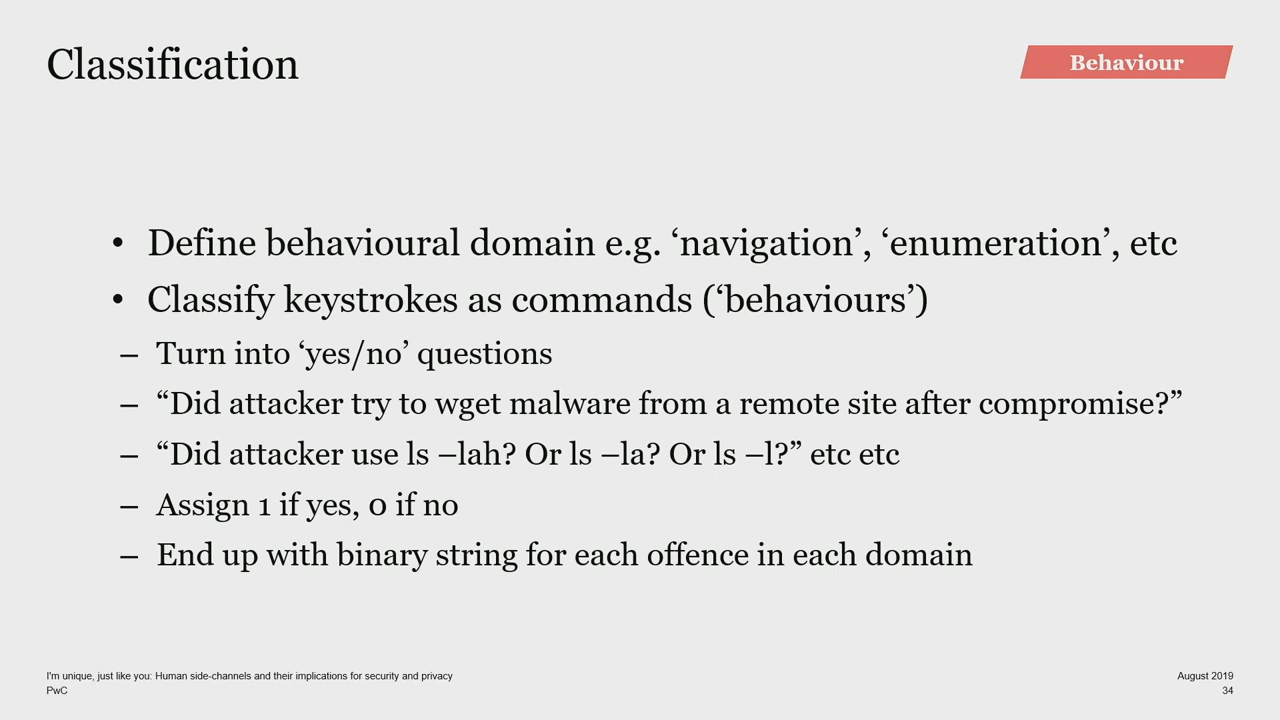 Classification
Behaviour
• Define behavioural domain e.g. ‘navigation’, ‘enumeration’, etc
• Classify keystrokes as commands (‘behaviours’)
– Turn into ‘yes/no’ questions
– “Did attacker try to wget malware from a remote site after compromise?”
– “Did attacker use ls –lah? Or ls –la? Or ls –l?” etc etc
– Assign 1 if yes, 0 if no
– End up with binary string for each offence in each domain
I'm unique, just like you: Human side-channels and their implications for security and privacy
PwC
August 2019
34